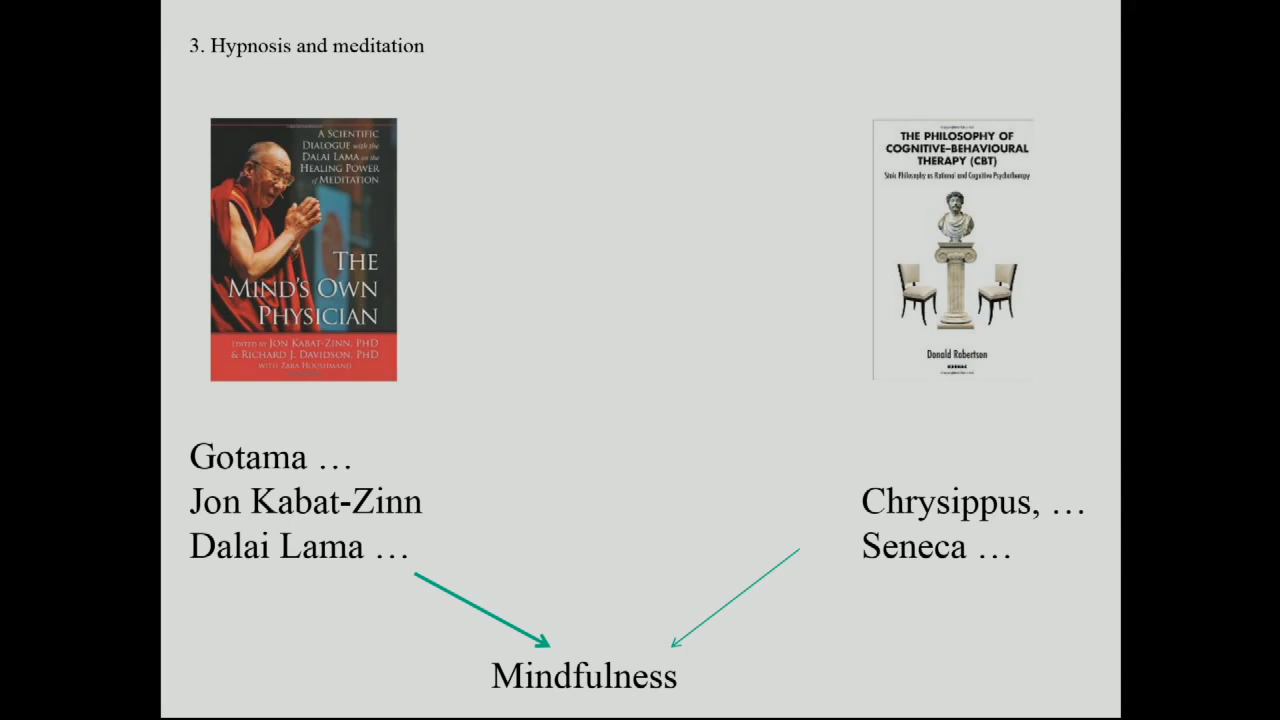 3. Hypnosis and meditation
A SCIENTIFIC
DIALOGUE with the
DALAI LAMA on the
HEALING POWER
of MEDITATION
THE
MIND'S OWN
PHYSICIAN
EDITED BY JON KABAT-ZINN, PHD
& RICHARD J. DAVIDSON, PHD
WITH ZARA HOUSHMAND
THE PHILOSOPHY OF
COGNITIVE–BEHAVIOURAL
THERAPY (CBT)
Stoic Philosophy as Rational and Cognitive Psychotherapy
Donald Robertson
KARNAC
Gotama …
Jon Kabat-Zinn
Dalai Lama …
Chrysippus, …
Seneca …
Mindfulness